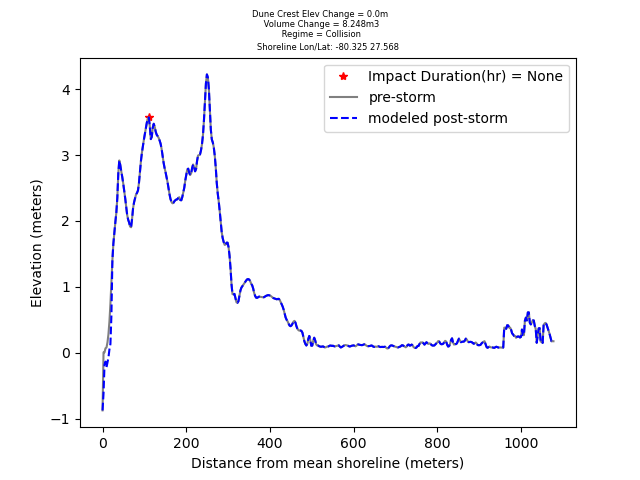 Dune Crest Elev Change = 0.0m
Volume Change = 8.248m3
Regime = Collision
Shoreline Lon/Lat: -80.325 27.568
Impact Duration(hr) = None
pre-storm
modeled post-storm
4
3
2
1
0
−1
Elevation (meters)
0 200 400 600 800 1000
Distance from mean shoreline (meters)